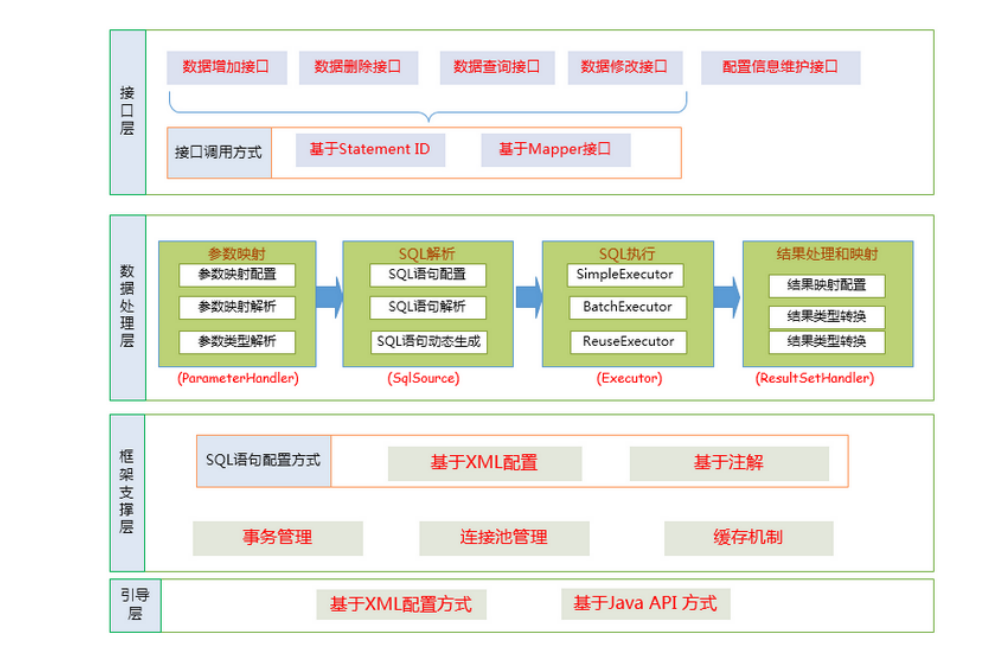 接口层
数据增加接口
数据删除接口
数据查询接口
数据修改接口
配置信息维护接口
接口调用方式
基于Statement ID
基于Mapper接口
数据处理层
参数映射
参数映射配置
参数映射解析
参数类型解析
(ParameterHandler)
SQL解析
SQL语句配置
SQL语句解析
SQL语句动态生成
(SqlSource)
SQL执行
SimpleExecutor
BatchExecutor
ReuseExecutor
(Executor)
结果处理和映射
结果映射配置
结果类型转换
结果类型转换
(ResultSetHandler)
框架支撑层
SQL语句配置方式
基于XML配置
基于注解
事务管理
连接池管理
缓存机制
引导
层
基于XML配置方式
基于Java API 方式